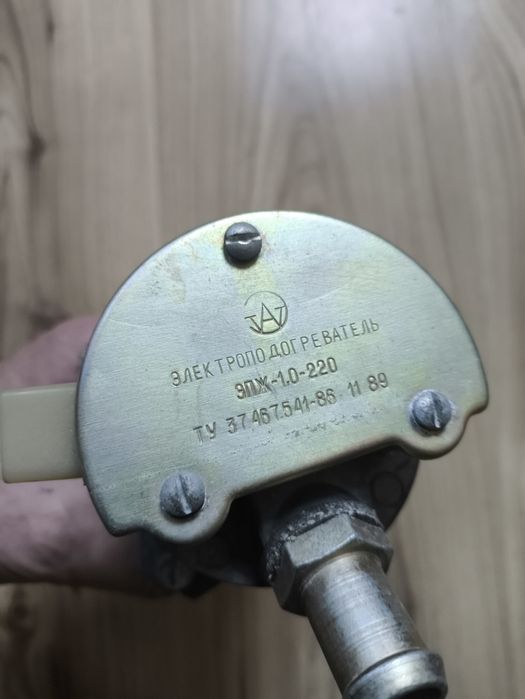 ЭЛЕКТРОПОДОГРЕВАТЕЛЬ
ЭПЖ-1.0-220
ТУ 37.467.541-86 11 89